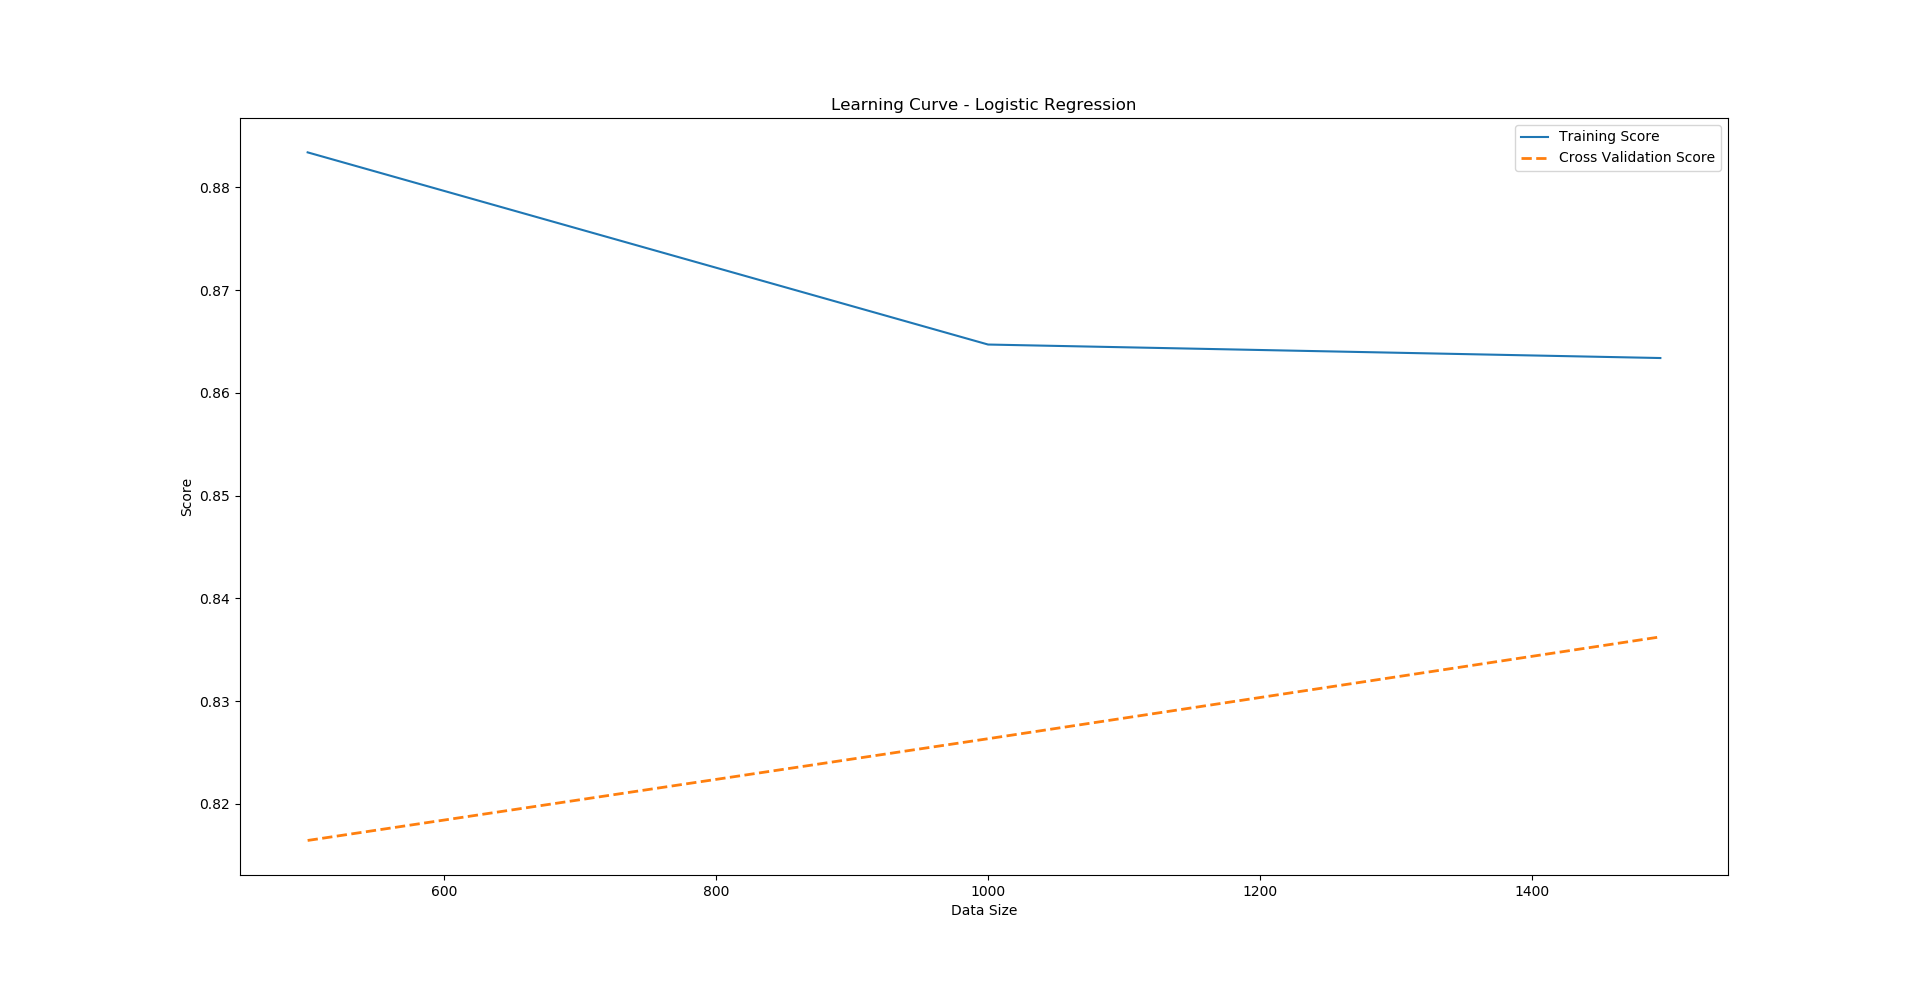 Learning Curve - Logistic Regression
Training Score
Cross Validation Score
0.88
0.87
0.86
0.85
0.84
0.83
0.82
Score
600 800 1000 1200 1400
Data Size